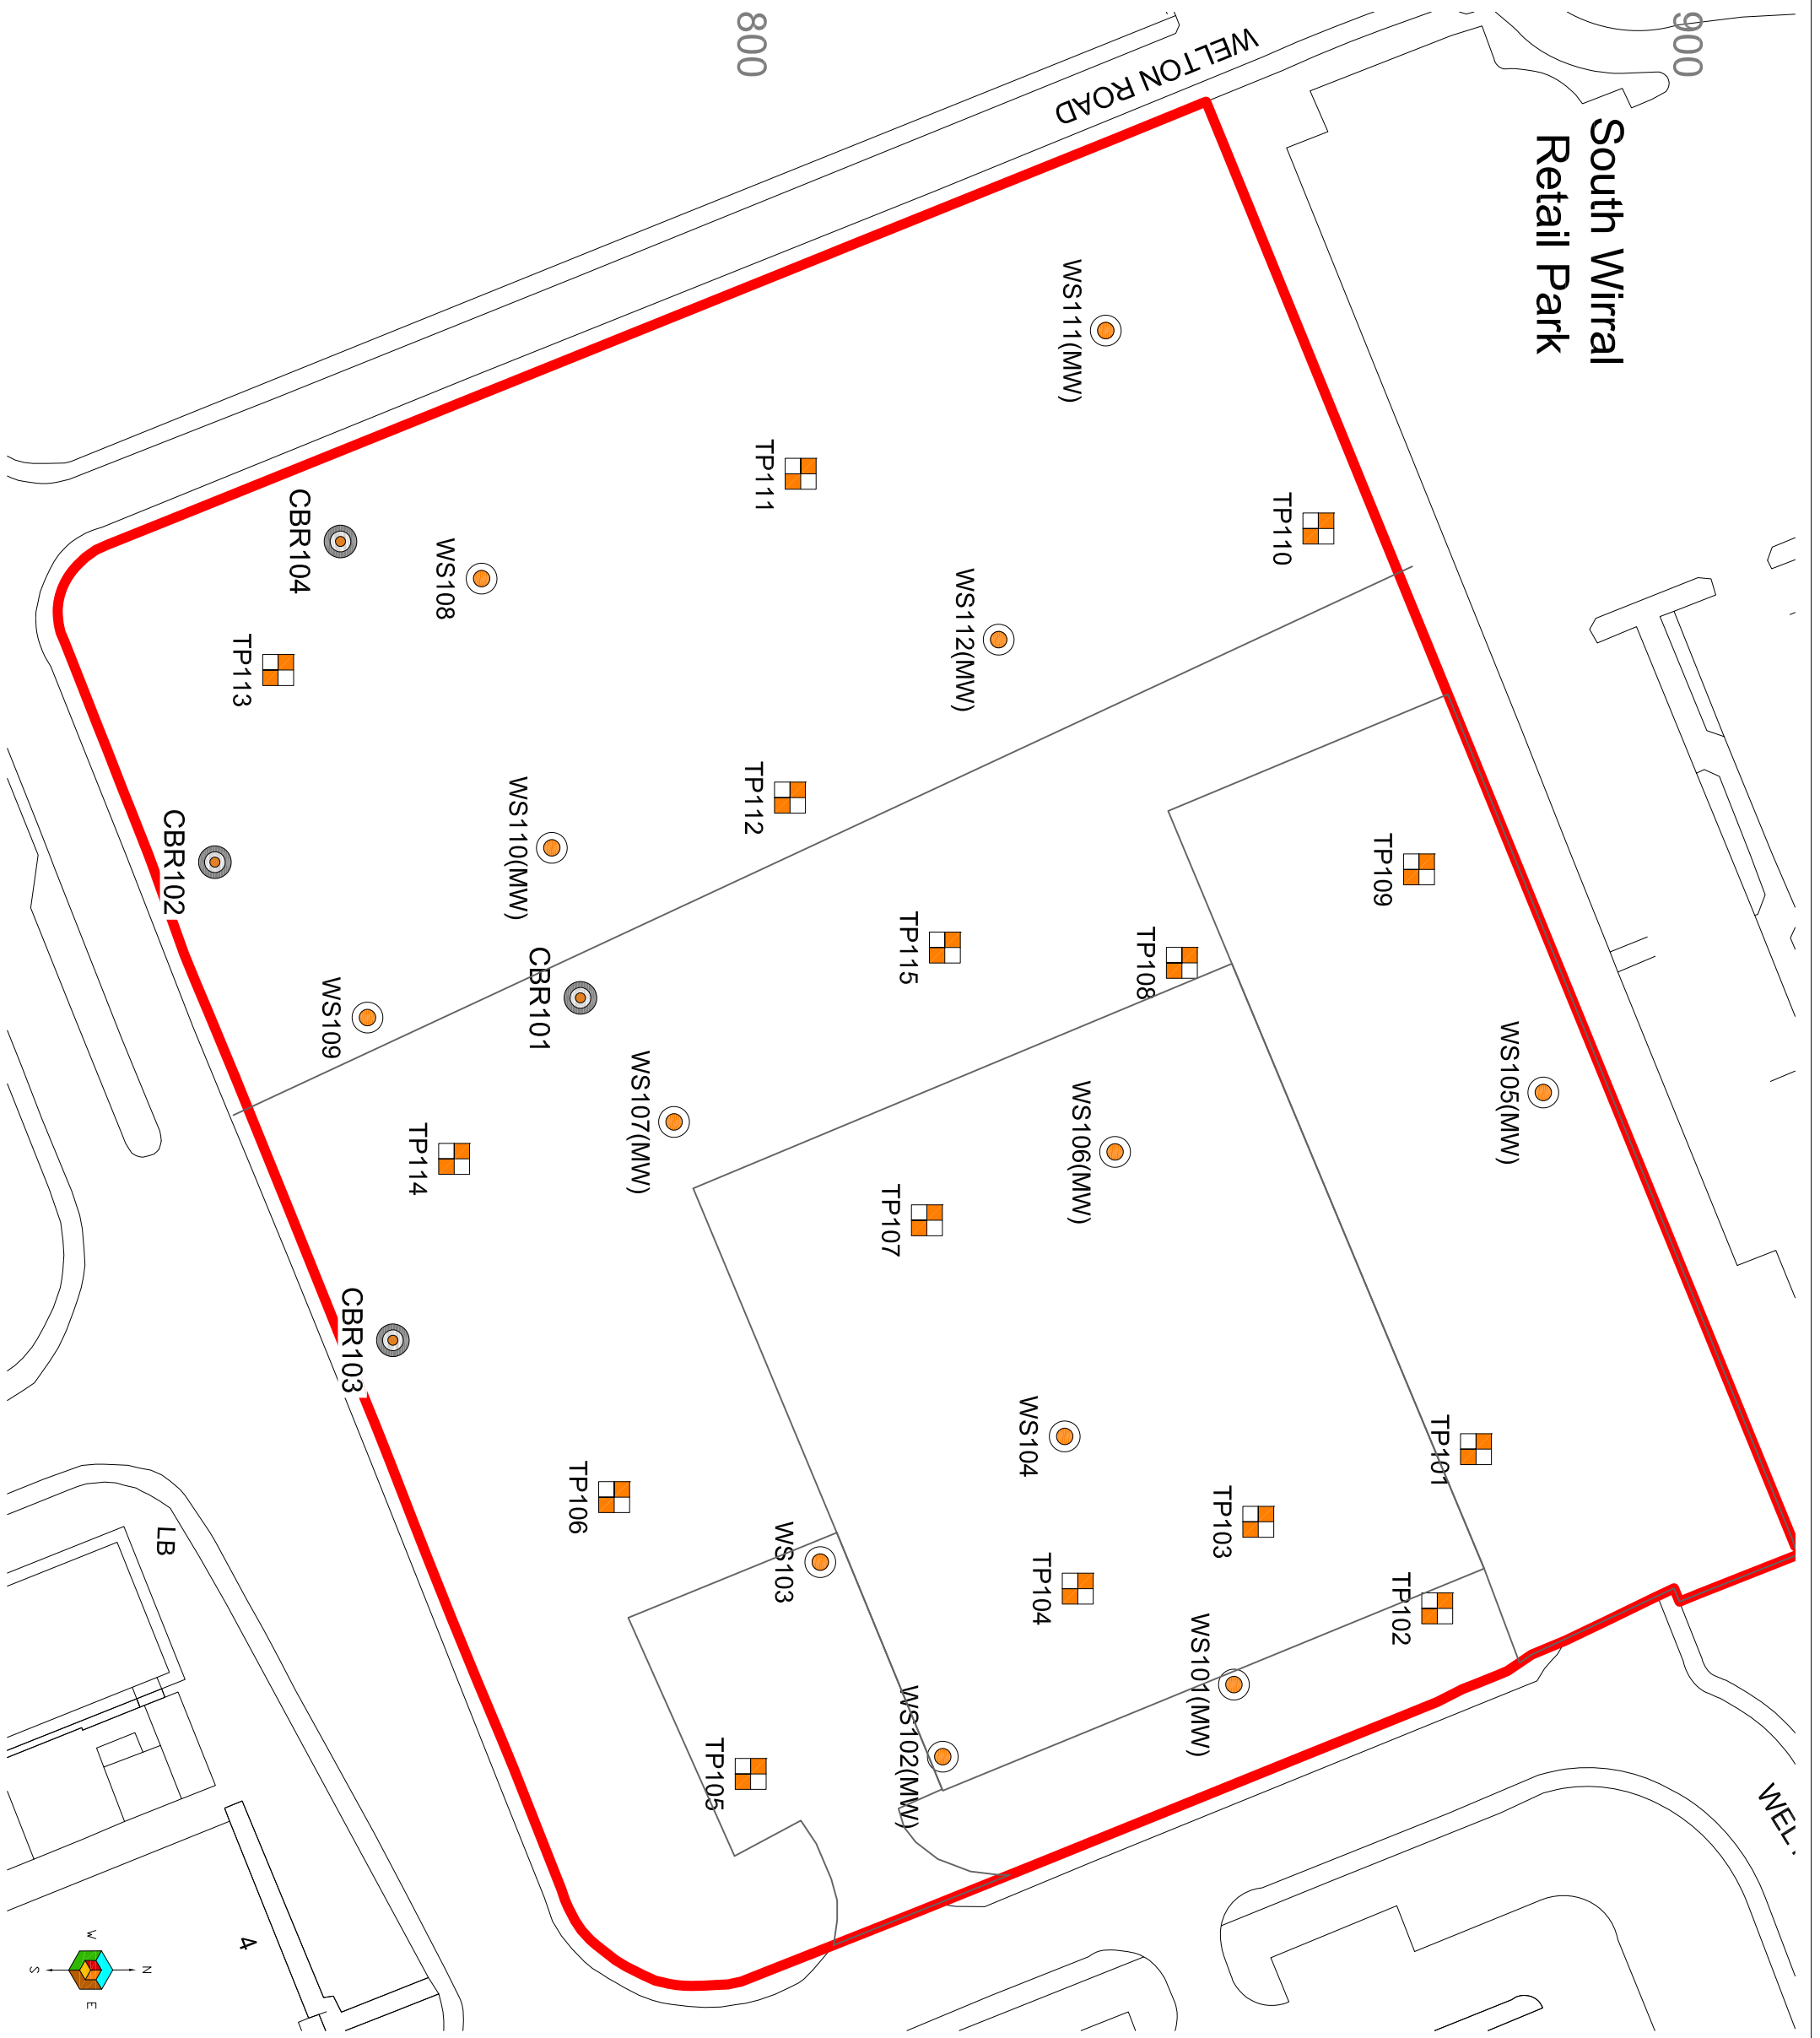 800
900
WELTON ROAD
South Wirral
Retail Park
WS111(MW)
TP111
TP110
CBR104
WS108
WS112(MW)
TP113
TP112
CBR102
WS110(MW)
TP109
TP115
TP108
CBR101
WS109
WS105(MW)
WS107(MW)
WS106(MW)
TP114
TP107
CBR103
WS104
TP101
TP106
TP103
WS103
TP104
TP102
WS101(MW)
WS102(MW)
TP105
LB
4
N
W
E
S